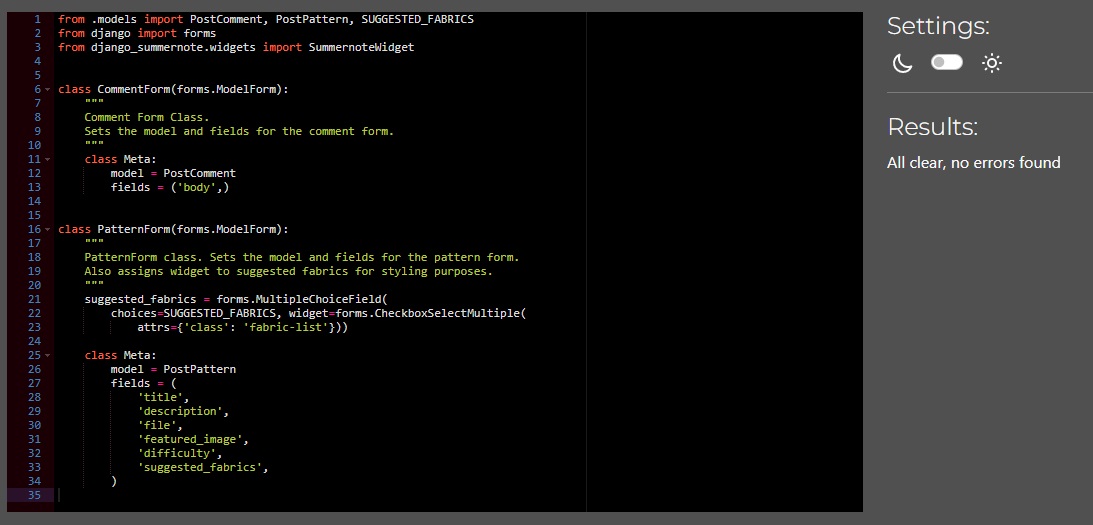 1 from .models import PostComment, PostPattern, SUGGESTED_FABRICS
2 from django import forms
3 from django_summernote.widgets import SummernoteWidget
4
5
6 class CommentForm(forms.ModelForm):
7     """
8     Comment Form Class.
9     Sets the model and fields for the comment form.
10     """
11     class Meta:
12         model = PostComment
13         fields = ('body',)
14
15
16 class PatternForm(forms.ModelForm):
17     """
18     PatternForm class. Sets the model and fields for the pattern form.
19     Also assigns widget to suggested fabrics for styling purposes.
20     """
21     suggested_fabrics = forms.MultipleChoiceField(
22         choices=SUGGESTED_FABRICS, widget=forms.CheckboxSelectMultiple(
23             attrs={'class': 'fabric-list'}))
24
25     class Meta:
26         model = PostPattern
27         fields = (
28             'title',
29             'description',
30             'file',
31             'featured_image',
32             'difficulty',
33             'suggested_fabrics',
34         )
35
Settings:
Results:
All clear, no errors found